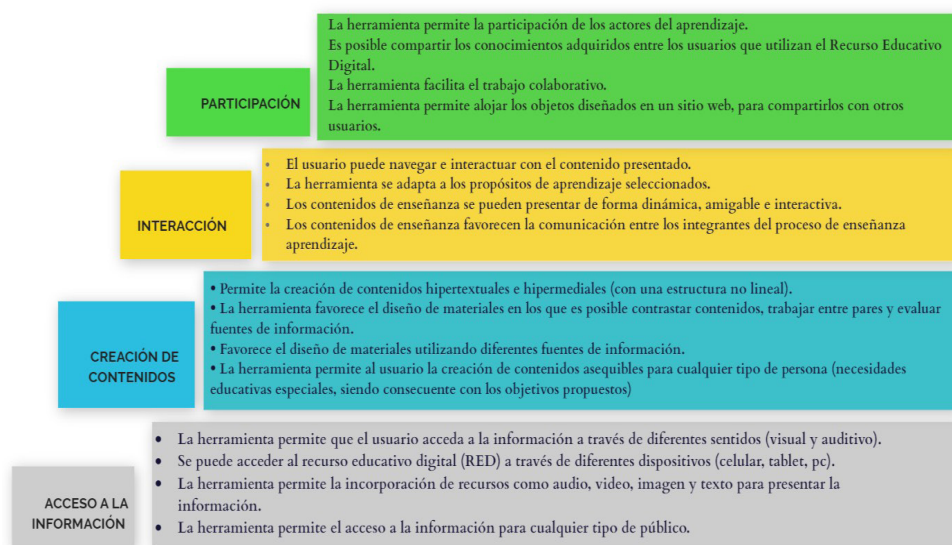 PARTICIPACIÓN
La herramienta permite la participación de los actores del aprendizaje.
Es posible compartir los conocimientos adquiridos entre los usuarios que utilizan el Recurso Educativo
Digital.
La herramienta facilita el trabajo colaborativo.
La herramienta permite alojar los objetos diseñados en un sitio web, para compartirlos con otros
usuarios.
INTERACCIÓN
• El usuario puede navegar e interactuar con el contenido presentado.
• La herramienta se adapta a los propósitos de aprendizaje seleccionados.
• Los contenidos de enseñanza se pueden presentar de forma dinámica, amigable e interactiva.
• Los contenidos de enseñanza favorecen la comunicación entre los integrantes del proceso de enseñanza
aprendizaje.
CREACIÓN DE
CONTENIDOS
• Permite la creación de contenidos hipertextuales e hipermediales (con una estructura no lineal).
• La herramienta favorece el diseño de materiales en los que es posible contrastar contenidos, trabajar entre pares y evaluar
fuentes de información.
• Favorece el diseño de materiales utilizando diferentes fuentes de información.
• La herramienta permite al usuario la creación de contenidos asequibles para cualquier tipo de persona (necesidades
educativas especiales, siendo consecuente con los objetivos propuestos)
ACCESO A LA
INFORMACIÓN
• La herramienta permite que el usuario acceda a la información a través de diferentes sentidos (visual y auditivo).
• Se puede acceder al recurso educativo digital (RED) a través de diferentes dispositivos (celular, tablet, pc).
• La herramienta permite la incorporación de recursos como audio, video, imagen y texto para presentar la
información.
• La herramienta permite el acceso a la información para cualquier tipo de público.